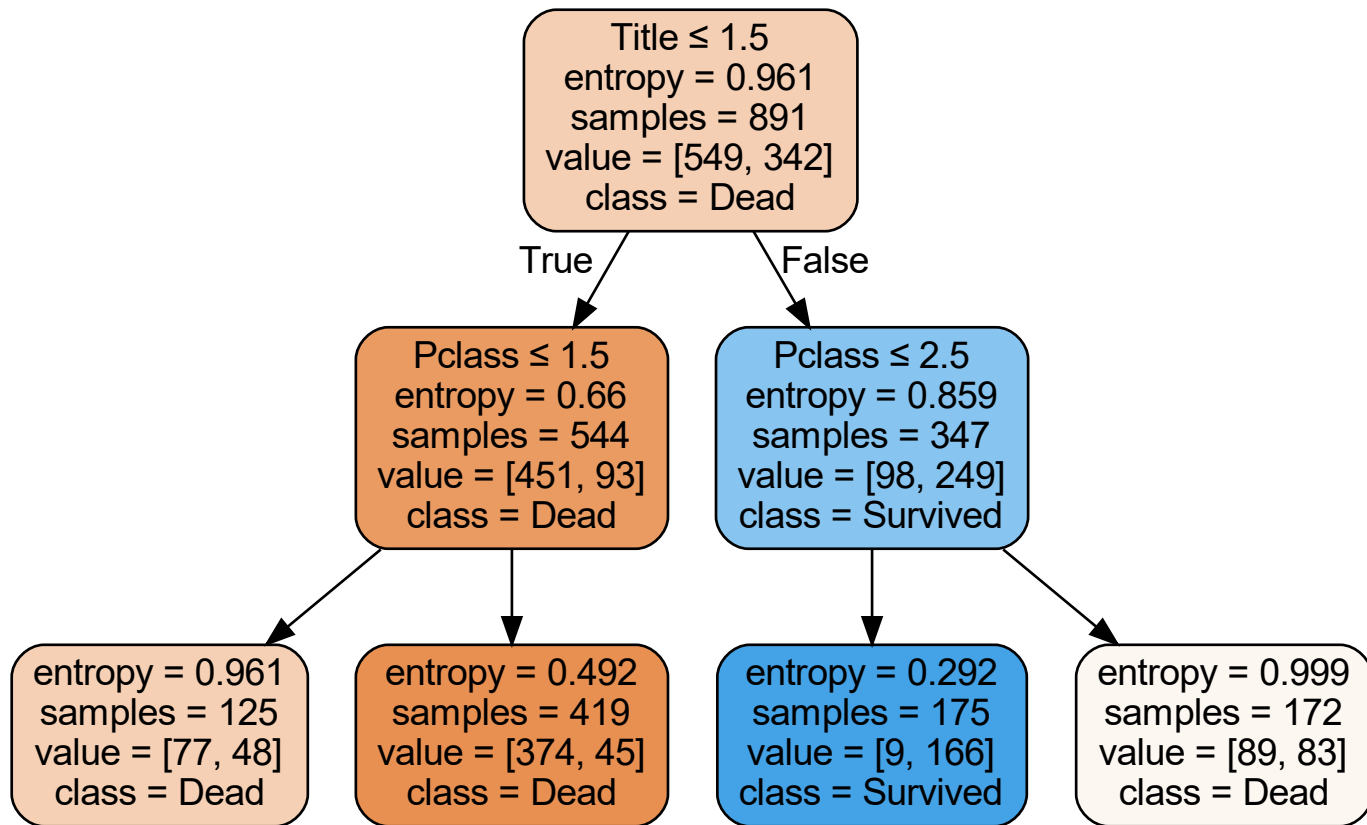 Title ≤ 1.5
entropy = 0.961
samples = 891
value = [549, 342]
class = Dead
True
False
Pclass ≤ 1.5
entropy = 0.66
samples = 544
value = [451, 93]
class = Dead
Pclass ≤ 2.5
entropy = 0.859
samples = 347
value = [98, 249]
class = Survived
entropy = 0.961
samples = 125
value = [77, 48]
class = Dead
entropy = 0.492
samples = 419
value = [374, 45]
class = Dead
entropy = 0.292
samples = 175
value = [9, 166]
class = Survived
entropy = 0.999
samples = 172
value = [89, 83]
class = Dead